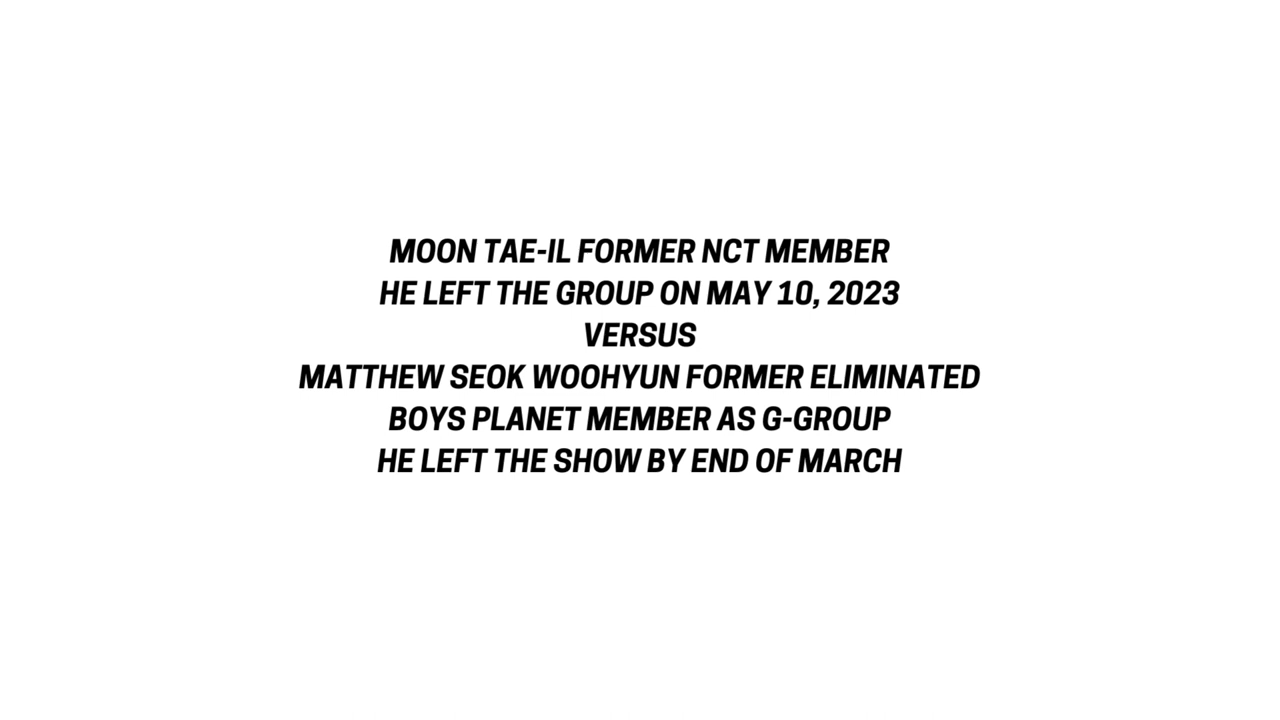 MOON TAE-IL FORMER NCT MEMBER
HE LEFT THE GROUP ON MAY 10, 2023
VERSUS
MATTHEW SEOK WOOHYUN FORMER ELIMINATED
BOYS PLANET MEMBER AS G-GROUP
HE LEFT THE SHOW BY END OF MARCH